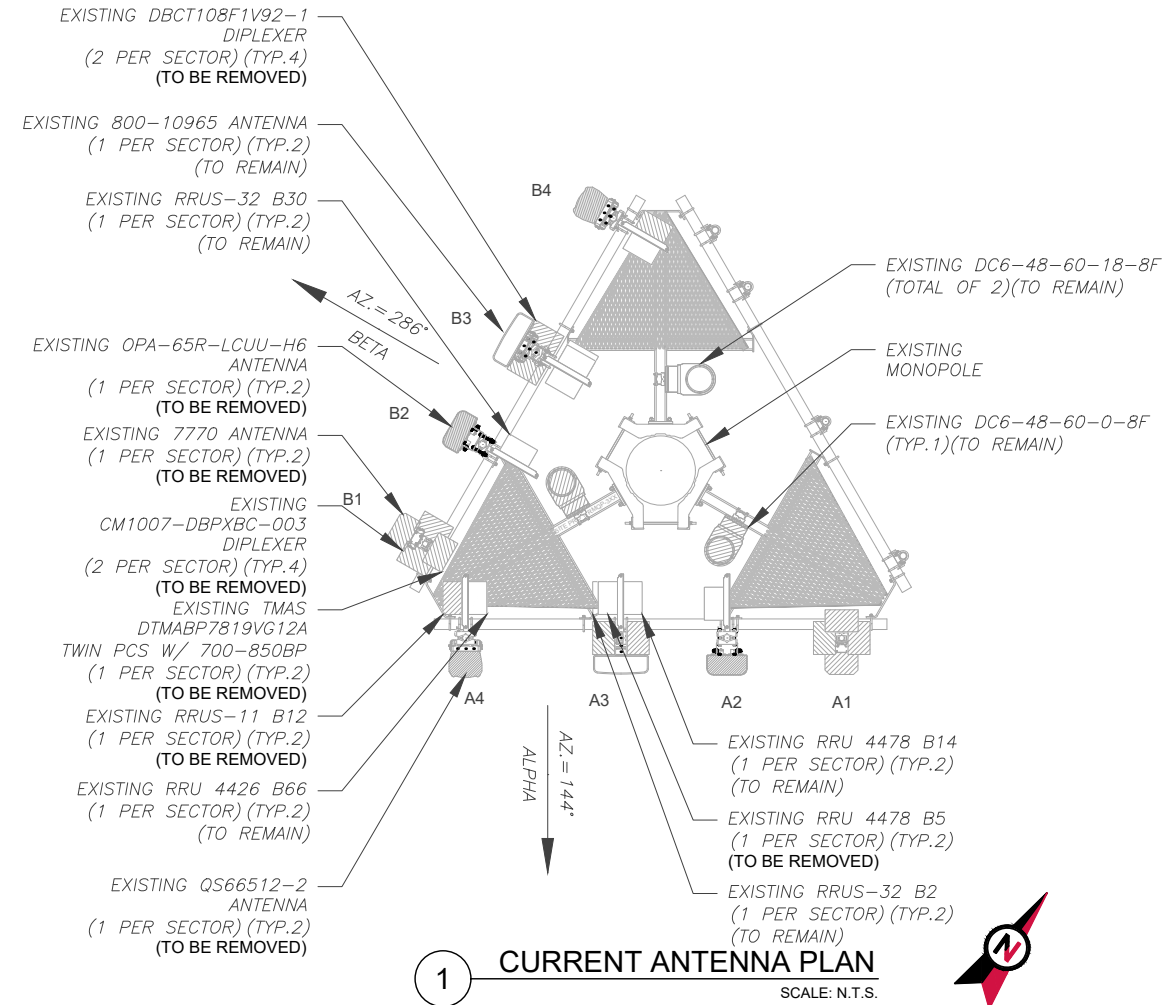 EXISTING DBCT108F1V92-1
DIPLEXER
(2 PER SECTOR)(TYP.4)
(TO BE REMOVED)
EXISTING 800-10965 ANTENNA
(1 PER SECTOR)(TYP.2)
(TO REMAIN)
EXISTING RRUS-32 B30
(1 PER SECTOR)(TYP.2)
(TO REMAIN)
EXISTING OPA-65R-LCUU-H6
ANTENNA
(1 PER SECTOR)(TYP.2)
(TO BE REMOVED)
EXISTING 7770 ANTENNA
(1 PER SECTOR)(TYP.2)
(TO BE REMOVED)
EXISTING
CM1007-DBPXBC-003
DIPLEXER
(2 PER SECTOR)(TYP.4)
(TO BE REMOVED)
EXISTING TMAS
DTMABP7819VG12A
TWIN PCS W/ 700-850BP
(1 PER SECTOR)(TYP.2)
(TO BE REMOVED)
EXISTING RRUS-11 B12
(1 PER SECTOR)(TYP.2)
(TO BE REMOVED)
EXISTING RRU 4426 B66
(1 PER SECTOR)(TYP.2)
(TO REMAIN)
EXISTING QS66512-2
ANTENNA
(1 PER SECTOR)(TYP.2)
(TO BE REMOVED)
B4
B3
B2
B1
AZ.=286°
BETA
A4
A3
A2
A1
AZ.=144°
ALPHA
EXISTING DC6-48-60-18-8F
(TOTAL OF 2)(TO REMAIN)
EXISTING
MONOPOLE
EXISTING DC6-48-60-0-8F
(TYP.1)(TO REMAIN)
EXISTING RRU 4478 B14
(1 PER SECTOR)(TYP.2)
(TO REMAIN)
EXISTING RRU 4478 B5
(1 PER SECTOR)(TYP.2)
(TO BE REMOVED)
EXISTING RRUS-32 B2
(1 PER SECTOR)(TYP.2)
(TO REMAIN)
1
CURRENT ANTENNA PLAN
SCALE: N.T.S.
N